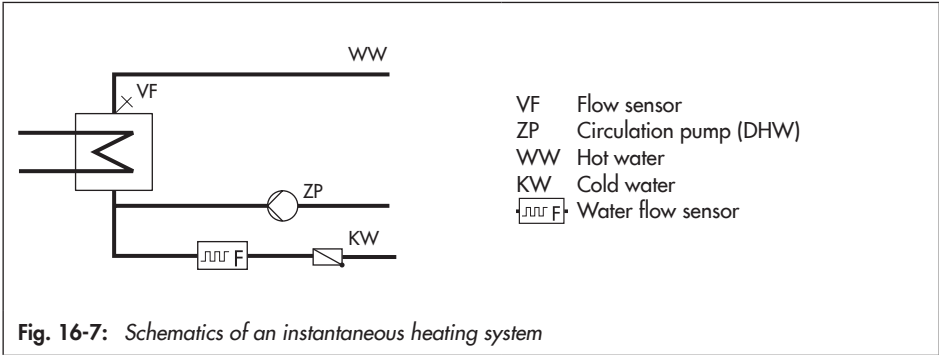 WW
VF
ZP
KW
F
VF Flow sensor
ZP Circulation pump (DHW)
WW Hot water
KW Cold water
F Water flow sensor
Fig. 16-7: Schematics of an instantaneous heating system